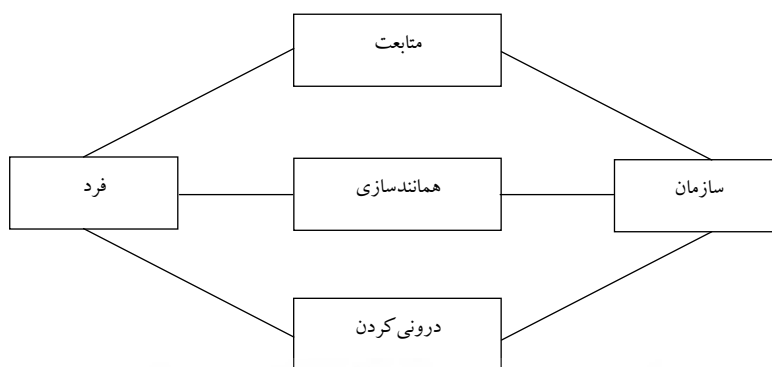 متابعت
سازمان
همانندسازی
فرد
درونی‌کردن